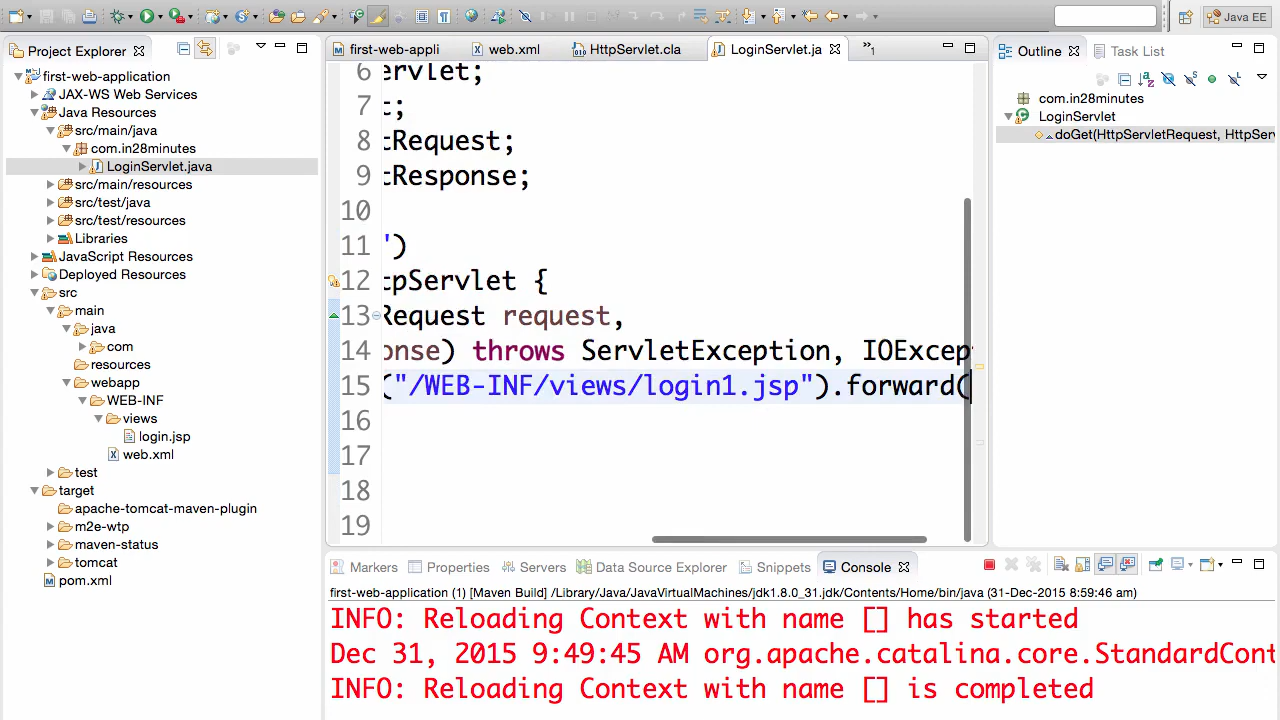 Java EE
Project Explorer
first-web-appli
web.xml
HttpServlet.cla
LoginServlet.ja
»1
Outline
Task List
first-web-application
JAX-WS Web Services
Java Resources
src/main/java
com.in28minutes
LoginServlet.java
src/main/resources
src/test/java
src/test/resources
Libraries
JavaScript Resources
Deployed Resources
src
main
java
com
resources
webapp
WEB-INF
views
login.jsp
web.xml
test
target
apache-tomcat-maven-plugin
m2e-wtp
maven-status
tomcat
pom.xml
6 ervlet;
7 t;
8 tRequest;
9 tResponse;
10
11 ")
12 tpServlet {
13 Request request,
14 onse) throws ServletException, IOExcept
15 ("/WEB-INF/views/login1.jsp").forward(
16
17
18
19
com.in28minutes
LoginServlet
doGet(HttpServletRequest, HttpServ
Markers
Properties
Servers
Data Source Explorer
Snippets
Console
first-web-application (1) [Maven Build] /Library/Java/JavaVirtualMachines/jdk1.8.0_31.jdk/Contents/Home/bin/java (31-Dec-2015 8:59:46 am)
INFO: Reloading Context with name [] has started
Dec 31, 2015 9:49:45 AM org.apache.catalina.core.StandardCont
INFO: Reloading Context with name [] is completed